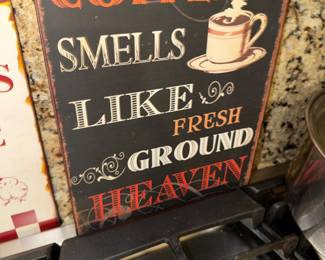 SMELLS
LIKE
FRESH
GROUND
HEAVEN